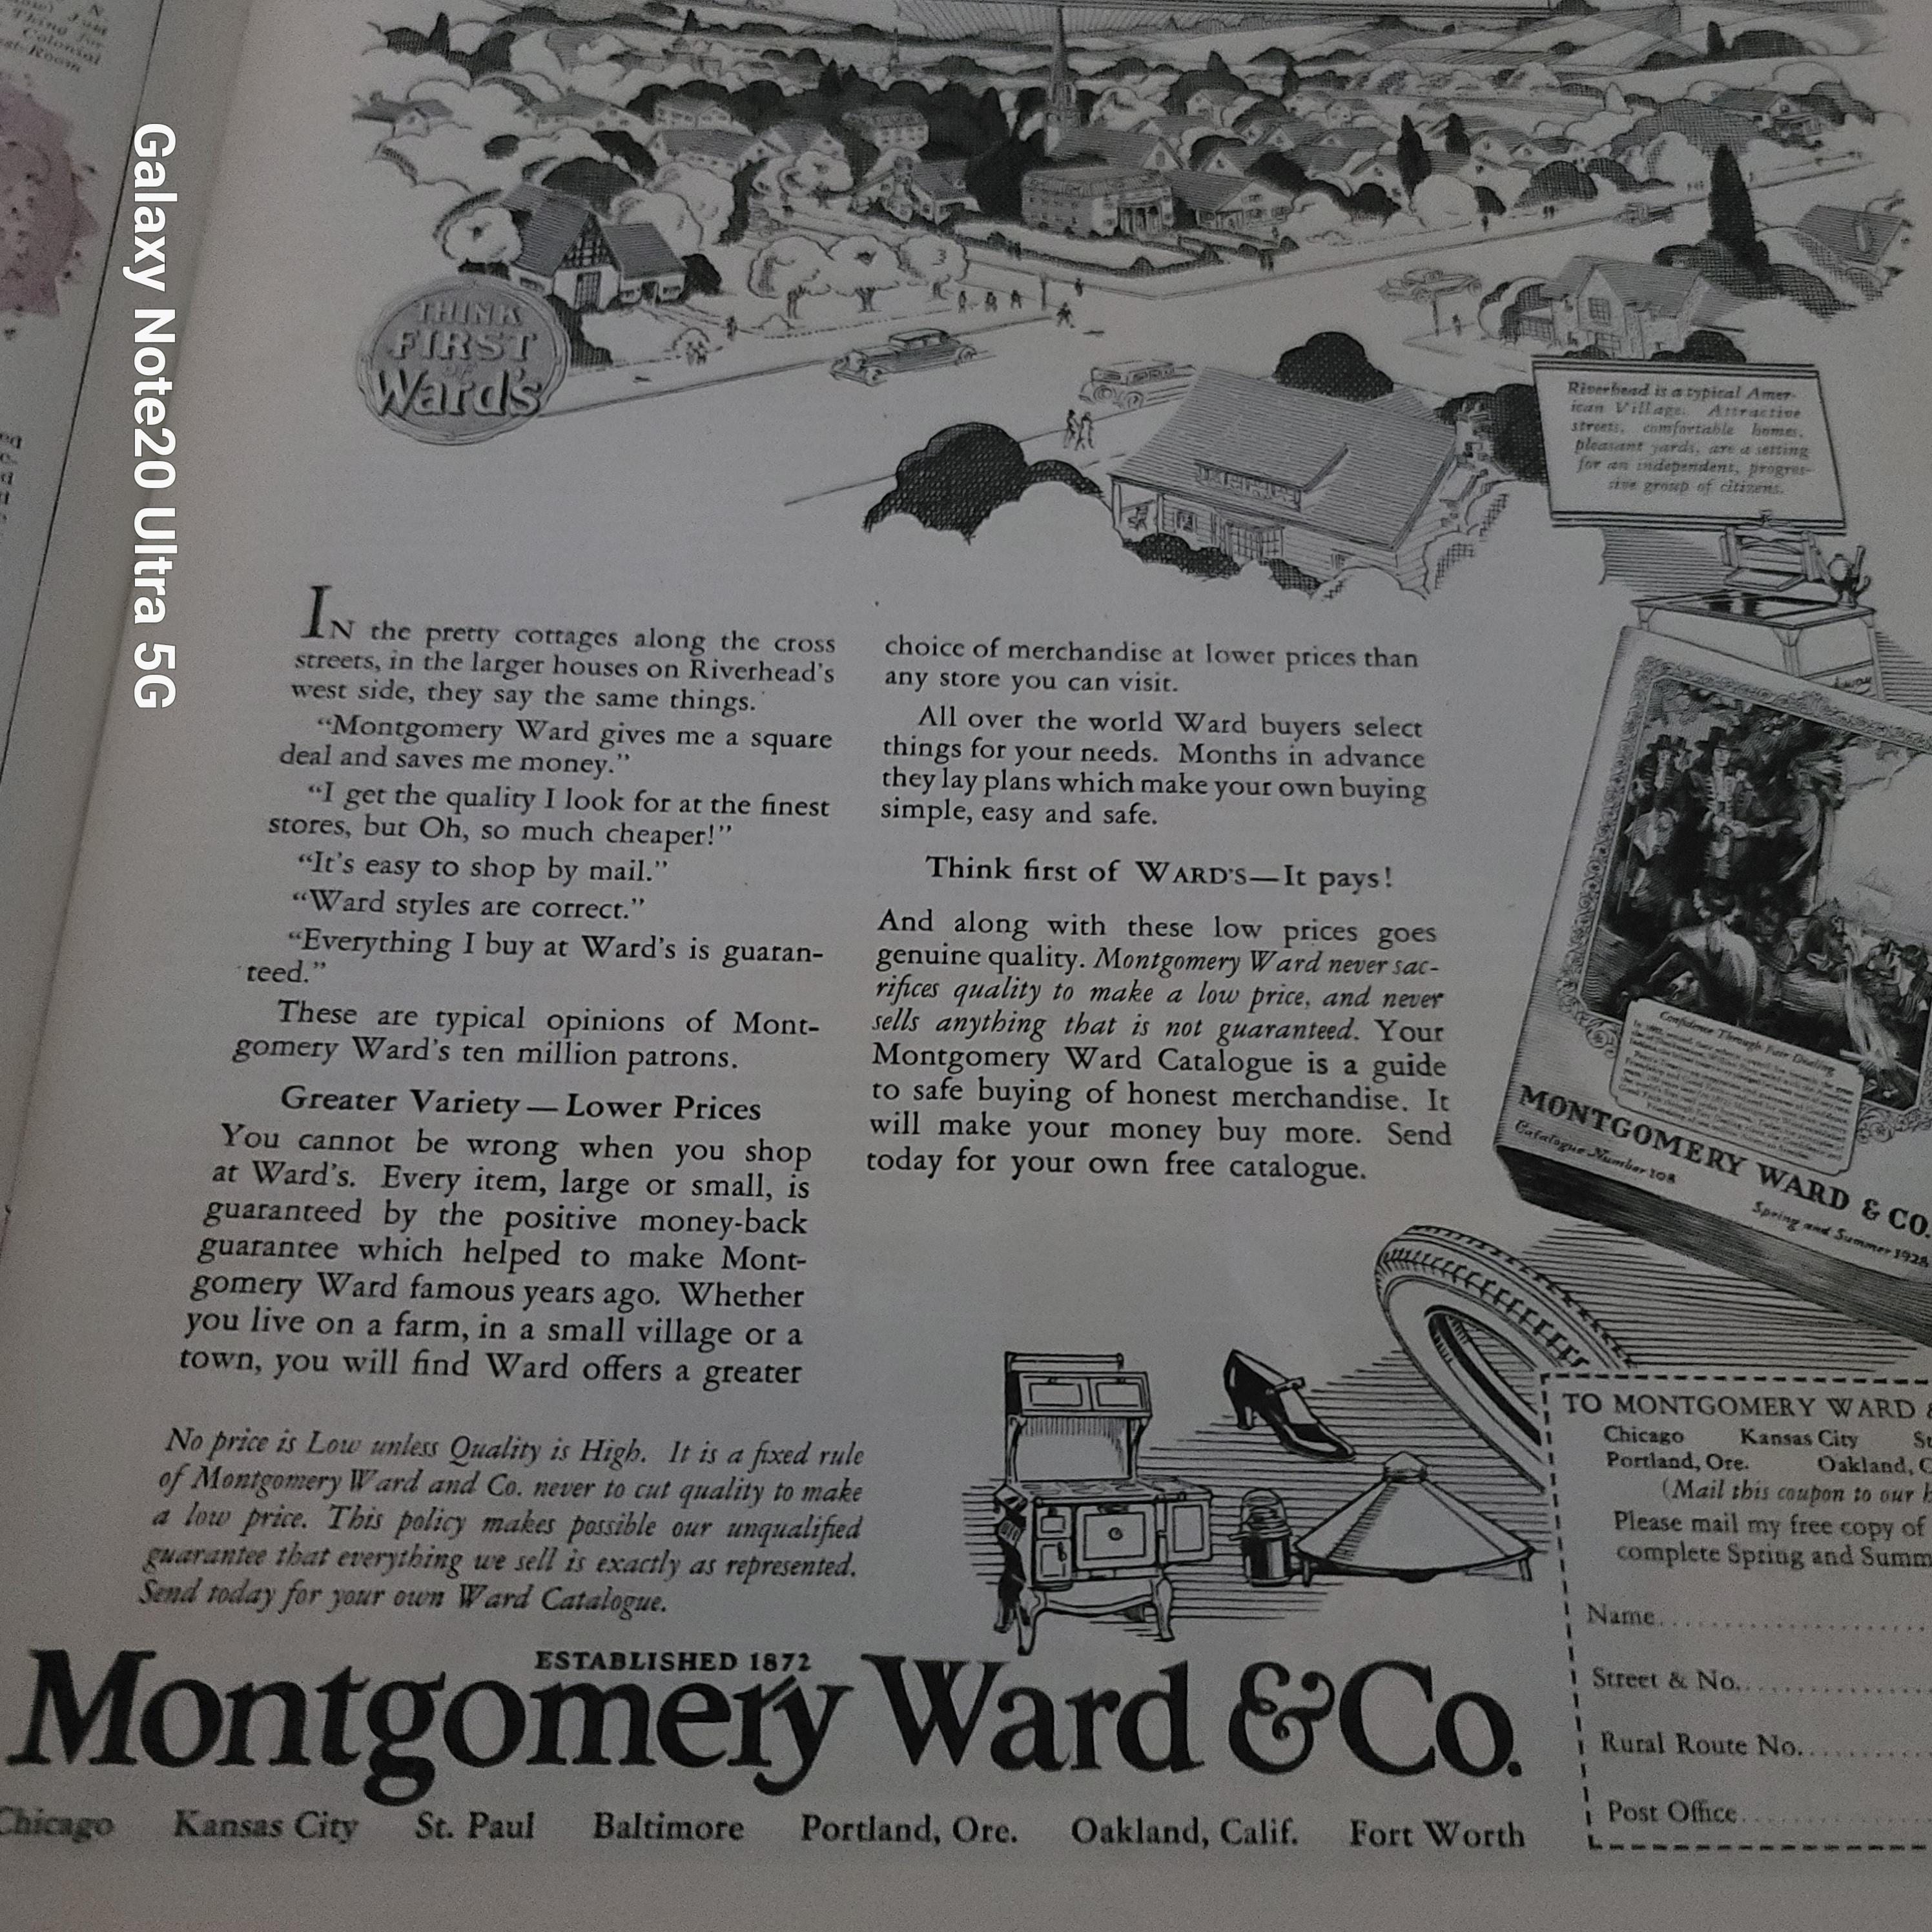 Galaxy Note20 Ultra 5G
Colonial
THINK
FIRST
OF
Ward's
Riverhead is a typical Amer-
ican Village. Attractive
streets, comfortable homes,
pleasant yards, are a setting
for an independent, progres-
sive group of citizens.
IN the pretty cottages along the cross
streets, in the larger houses on Riverhead's
west side, they say the same things.
“Montgomery Ward gives me a square
deal and saves me money.”
“I get the quality I look for at the finest
stores, but Oh, so much cheaper!”
“It's easy to shop by mail.”
“Ward styles are correct.”
“Everything I buy at Ward's is guaran-
teed.”
These are typical opinions of Mont-
gomery Ward's ten million patrons.
Greater Variety — Lower Prices
You cannot be wrong when you shop
at Ward's. Every item, large or small, is
guaranteed by the positive money-back
guarantee which helped to make Mont-
gomery Ward famous years ago. Whether
you live on a farm, in a small village or a
town, you will find Ward offers a greater
choice of merchandise at lower prices than
any store you can visit.
All over the world Ward buyers select
things for your needs. Months in advance
they lay plans which make your own buying
simple, easy and safe.
Think first of WARD'S—It pays!
And along with these low prices goes
genuine quality. Montgomery Ward never sac-
rifices quality to make a low price, and never
sells anything that is not guaranteed. Your
Montgomery Ward Catalogue is a guide
to safe buying of honest merchandise. It
will make your money buy more. Send
today for your own free catalogue.
Confidence Through Fair Dealing
MONTGOMERY WARD & CO.
Catalogue Number 108
Spring and Summer 1928
No price is Low unless Quality is High. It is a fixed rule
of Montgomery Ward and Co. never to cut quality to make
a low price. This policy makes possible our unqualified
guarantee that everything we sell is exactly as represented.
Send today for your own Ward Catalogue.
ESTABLISHED 1872
Montgomery Ward & Co.
Chicago Kansas City St. Paul Baltimore Portland, Ore. Oakland, Calif. Fort Worth
TO MONTGOMERY WARD &
Chicago Kansas City St
Portland, Ore. Oakland, C
(Mail this coupon to our h
Please mail my free copy of
complete Spring and Summ
Name
Street & No.
Rural Route No.
Post Office